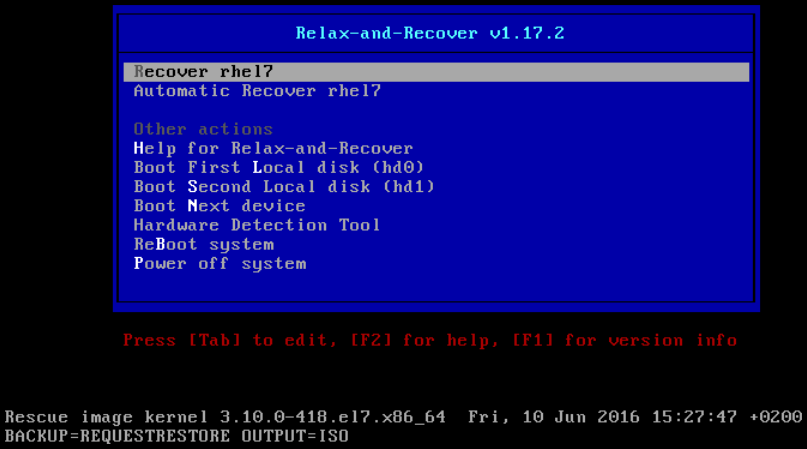 Relax-and-Recover v1.17.2
Recover rhel7
Automatic Recover rhel7
Other actions
Help for Relax-and-Recover
Boot First Local disk (hd0)
Boot Second Local disk (hd1)
Boot Next device
Hardware Detection Tool
ReBoot system
Power off system
Press [Tab] to edit, [F2] for help, [F1] for version info
Rescue image kernel 3.10.0-418.el7.x86_64  Fri, 10 Jun 2016 15:27:47 +0200
BACKUP=REQUESTRESTORE OUTPUT=ISO